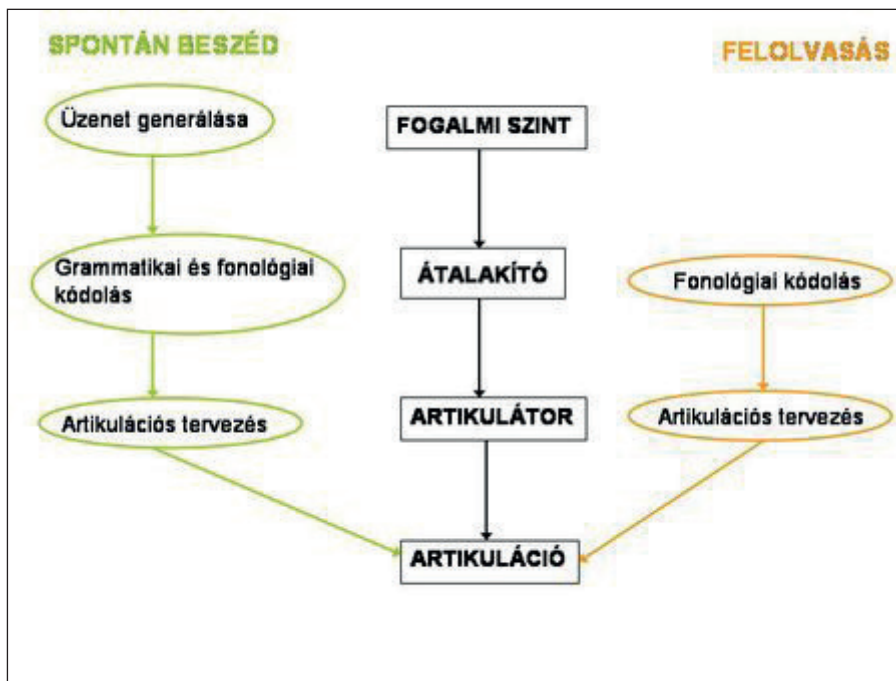 SPONTÁN BESZÉD
FELOLVASÁS
Üzenet generálása
FOGALMI SZINT
Grammatikai és fonológiai
kódolás
ÁTALAKÍTÓ
Fonológiai kódolás
Artikulációs tervezés
ARTIKULÁTOR
Artikulációs tervezés
ARTIKULÁCIÓ